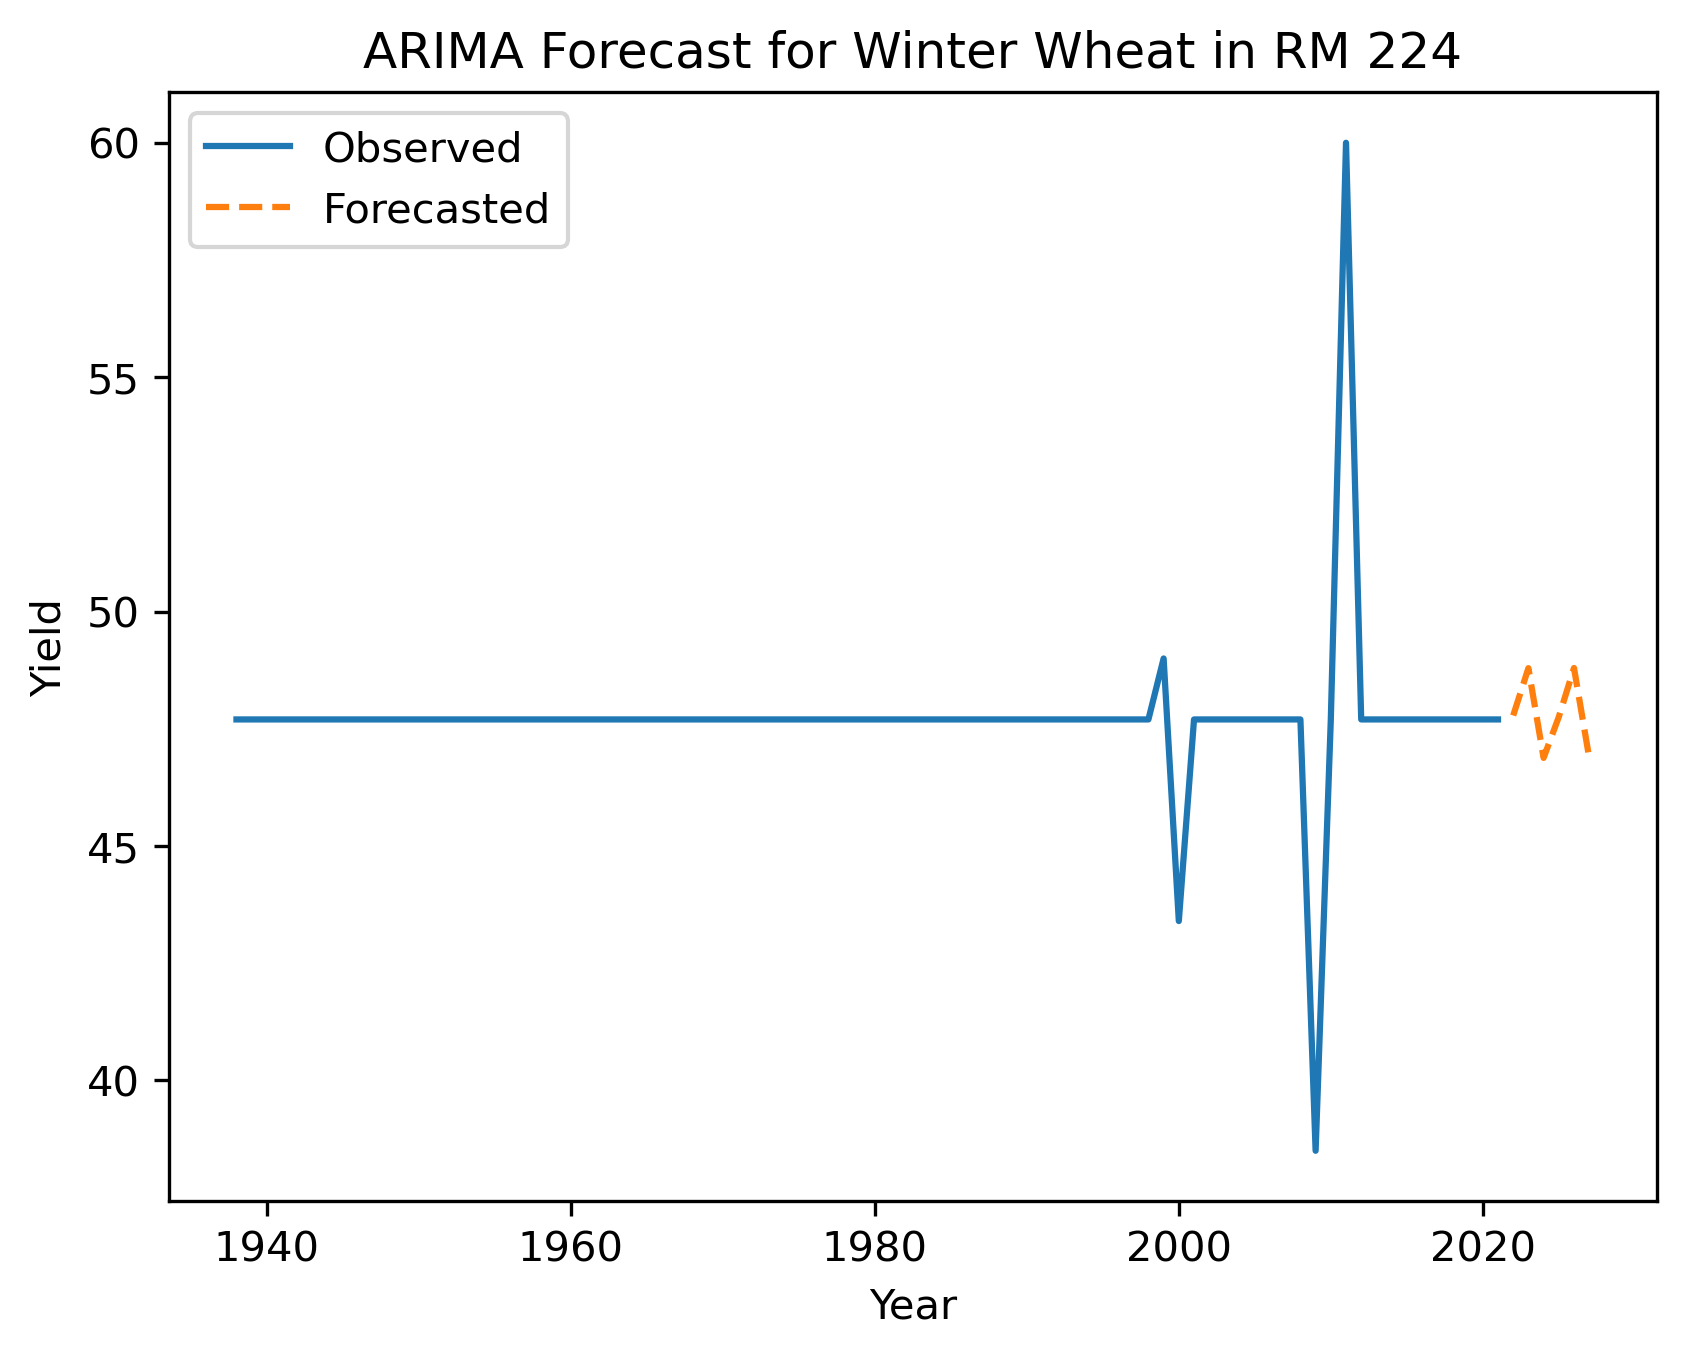 ARIMA Forecast for Winter Wheat in RM 224
Observed
Forecasted
60
55
50
45
40
Yield
1940
1960
1980
2000
2020
Year